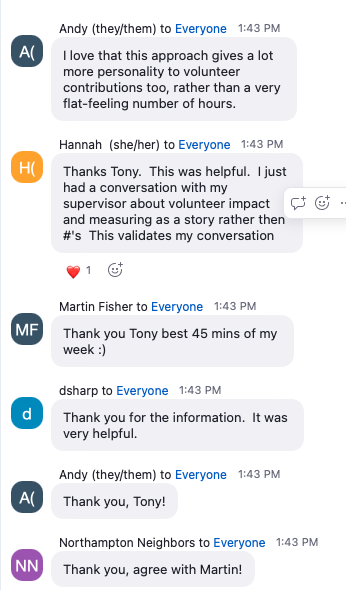 Andy (they/them) to Everyone 1:43 PM
A(
I love that this approach gives a lot
more personality to volunteer
contributions too, rather than a very
flat-feeling number of hours.
Hannah (she/her) to Everyone 1:43 PM
H(
Thanks Tony. This was helpful. I just
had a conversation with my
supervisor about volunteer impact
and measuring as a story rather then
#'s This validates my conversation
1
Martin Fisher to Everyone 1:43 PM
MF
Thank you Tony best 45 mins of my
week :)
dsharp to Everyone 1:43 PM
d
Thank you for the information. It was
very helpful.
Andy (they/them) to Everyone 1:43 PM
A(
Thank you, Tony!
Northampton Neighbors to Everyone 1:43 PM
NN
Thank you, agree with Martin!